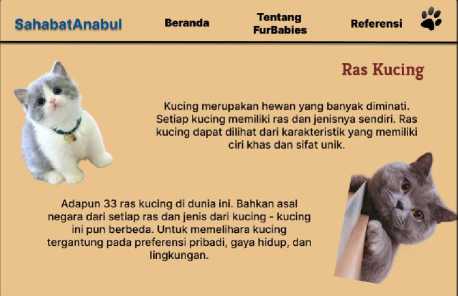 SahabatAnabul
Beranda
Tentang
FurBabies
Referensi
Ras Kucing
Kucing merupakan hewan yang banyak diminati.
Setiap kucing memiliki ras dan jenisnya sendiri. Ras
kucing dapat dilihat dari karakteristik yang memiliki
ciri khas dan sifat unik.
Adapun 33 ras kucing di dunia ini. Bahkan asal
negara dari setiap ras dan jenis dari kucing - kucing
ini pun berbeda. Untuk memelihara kucing
tergantung pada preferensi pribadi, gaya hidup, dan
lingkungan.